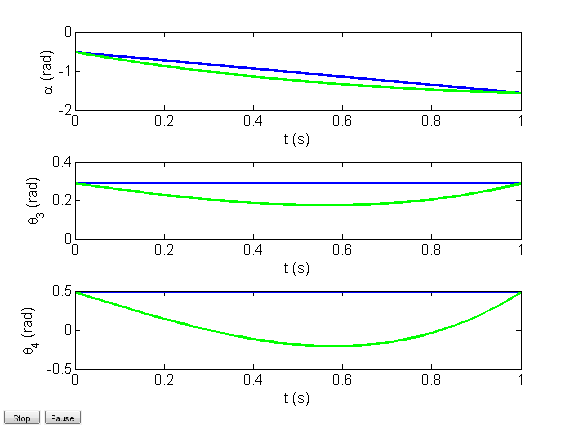 0
-1
-2
α (rad)
0 0.2 0.4 0.6 0.8 1
t (s)
0.4
0.2
0
θ3 (rad)
0 0.2 0.4 0.6 0.8 1
t (s)
0.5
0
-0.5
θ4 (rad)
0 0.2 0.4 0.6 0.8 1
t (s)
Stop Pause